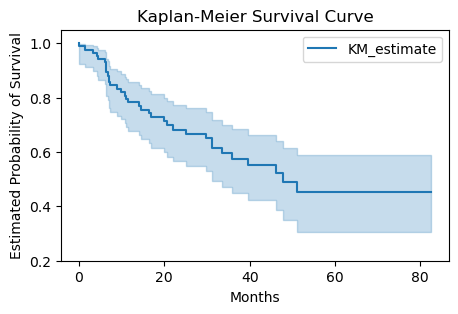 Kaplan-Meier Survival Curve
KM_estimate
Estimated Probability of Survival
1.0
0.8
0.6
0.4
0.2
0 20 40 60 80
Months